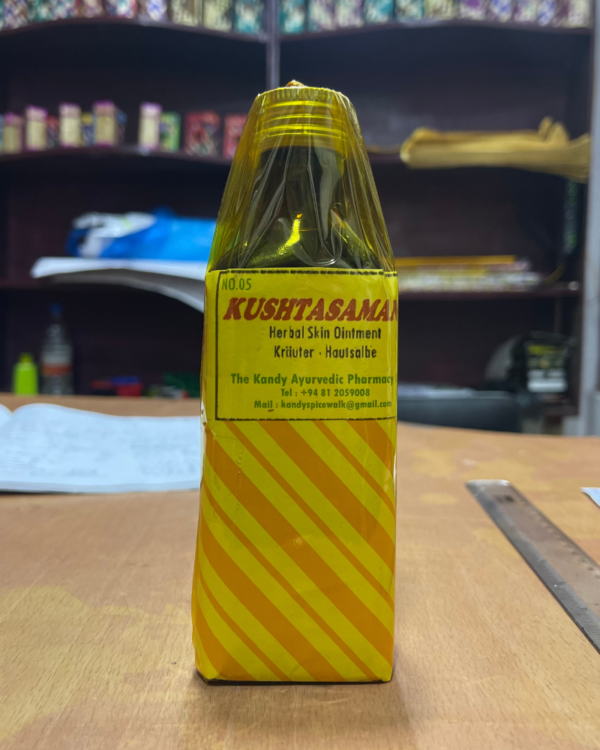 NO.05
KUSHTASAMAN
Herbal Skin Ointment
Kräuter - Hautsalbe
The Kandy Ayurvedic Pharmacy
Tel : +94 81 2059008
Mail : kandyspicewalk@gmail.com